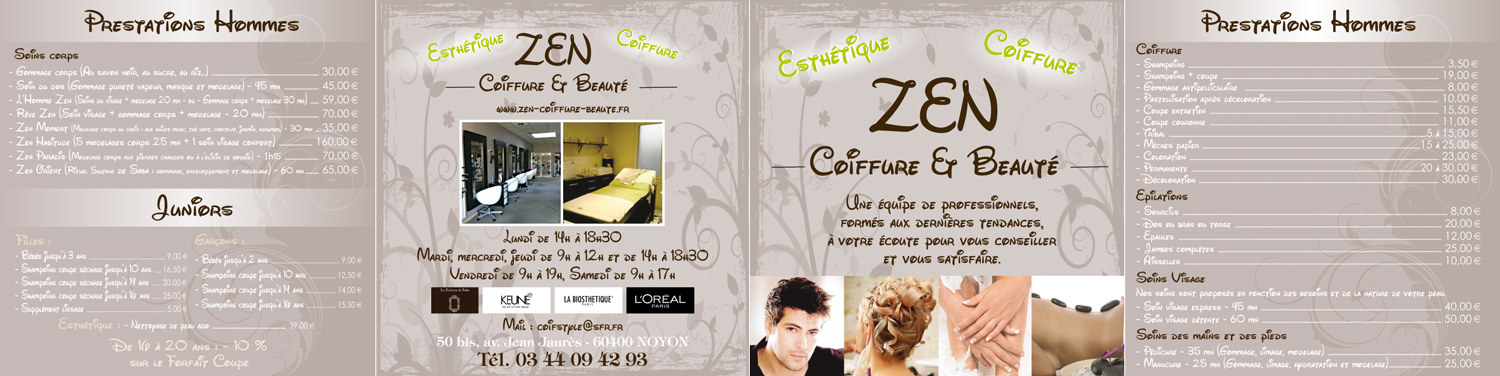 Prestations Hommes
Soins corps
- Gommage corps (Au savon noir, au sucre, au riz...) 30,00 €
- Soin du dos (Gommage pureté vapeur, masque et modelage) - 45 mn 45,00 €
- L'Homme Zen (Soins du visage + modelage 20 mn - ou - Gommage corps + modelage 30 mn) 59,00 €
- Rêve Zen (Soin visage + gommage corps + modelage - 20 mn) 70,00 €
- Zen Moment (Modelage corps au choix : aux huiles musc, thé vert, chocolat, jasmin, agrumes) - 30 mn 35,00 €
- Zen Habitude (5 modelages corps 25 mn + 1 soin visage confort) 160,00 €
- Zen Paradis (Modelage corps aux pierres chaudes ou à l'élixir de beauté) - 1h15 70,00 €
- Zen Orient (Rituel Sultane de Saba : gommage, enveloppement et modelage) - 60 mn 65,00 €
Juniors
Filles :
- Bébés jusqu'à 3 ans 9,00 €
- Shampoing coupe séchage jusqu'à 10 ans 16,50 €
- Shampoing coupe séchage jusqu'à 14 ans 20,00 €
- Shampoing coupe séchage jusqu'à 16 ans 25,00 €
- Supplément lissage 5,00 €
Garçons :
- Bébés jusqu'à 2 ans 9,00 €
- Shampoing coupe jusqu'à 10 ans 12,50 €
- Shampoing coupe jusqu'à 14 ans 14,00 €
- Shampoing coupe jusqu'à 16 ans 15,50 €
Esthétique : - Nettoyage de peau ado 39,00 €
De 16 à 20 ans : - 10 %
sur le Forfait Coupe
Esthétique ZEN Coiffure
Coiffure & Beauté
www.zen-coiffure-beaute.fr
Lundi de 14h à 18h30
Mardi, mercredi, jeudi de 9h à 12h et de 14h à 18h30
Vendredi de 9h à 19h, Samedi de 9h à 17h
KEUNE
LA BIOSTHETIQUE
PARIS
L'ORÉAL
PARIS
Mail : coifstyle@sfr.fr
50 bis, av. Jean Jaurès - 60400 NOYON
Tél. 03 44 09 42 93
Esthétique Coiffure
ZEN
Coiffure & Beauté
Une équipe de professionnels,
formés aux dernières tendances,
à votre écoute pour vous conseiller
et vous satisfaire.
Prestations Hommes
Coiffure
- Shampoing 3,50 €
- Shampoing + coupe 19,00 €
- Gommage antipelliculaire 8,00 €
- Pastellisation après décoloration 10,00 €
- Coupe entretien 15,50 €
- Coupe couronne 11,00 €
- Tribal 5 à 15,00 €
- Mèches papier 15 à 25,00 €
- Coloration 23,00 €
- Permanente 20 à 30,00 €
- Décoloration 30,00 €
Epilations
- Sourcils 8,00 €
- Dos ou bras ou torse 20,00 €
- Epaules 12,00 €
- Jambes complètes 25,00 €
- Aisselles 10,00 €
Soins Visage
Nos soins sont proposés en fonction des besoins et de la nature de votre peau.
- Soin visage express - 45 mn 40,00 €
- Soin visage détente - 60 mn 50,00 €
Soins des mains et des pieds
- Pédicure - 35 mn (Gommage, limage, modelage) 35,00 €
- Manucure - 25 mn (Gommage, limage, hydratation et modelage) 25,00 €